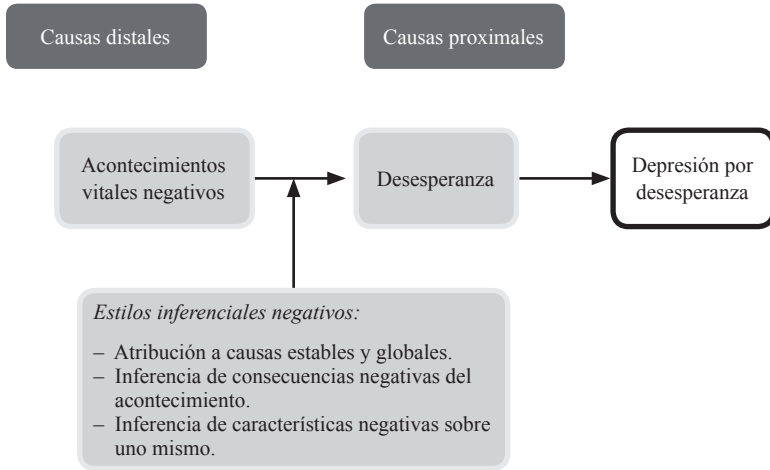 Causas distales
Causas proximales
Acontecimientos
vitales negativos
Desesperanza
Depresión por
desesperanza
Estilos inferenciales negativos:
– Atribución a causas estables y globales.
– Inferencia de consecuencias negativas del
acontecimiento.
– Inferencia de características negativas sobre
uno mismo.